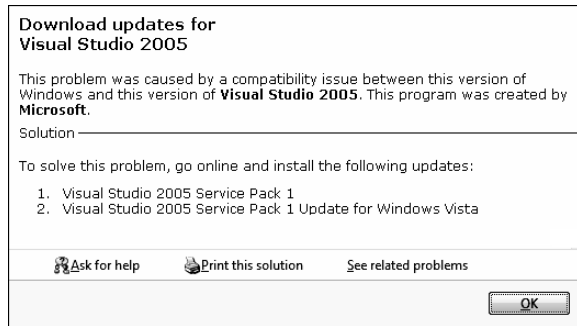 Download updates for
Visual Studio 2005
This problem was caused by a compatibility issue between this version of
Windows and this version of Visual Studio 2005. This program was created by
Microsoft.
Solution
To solve this problem, go online and install the following updates:
1. Visual Studio 2005 Service Pack 1
2. Visual Studio 2005 Service Pack 1 Update for Windows Vista
Ask for help Print this solution See related problems
OK